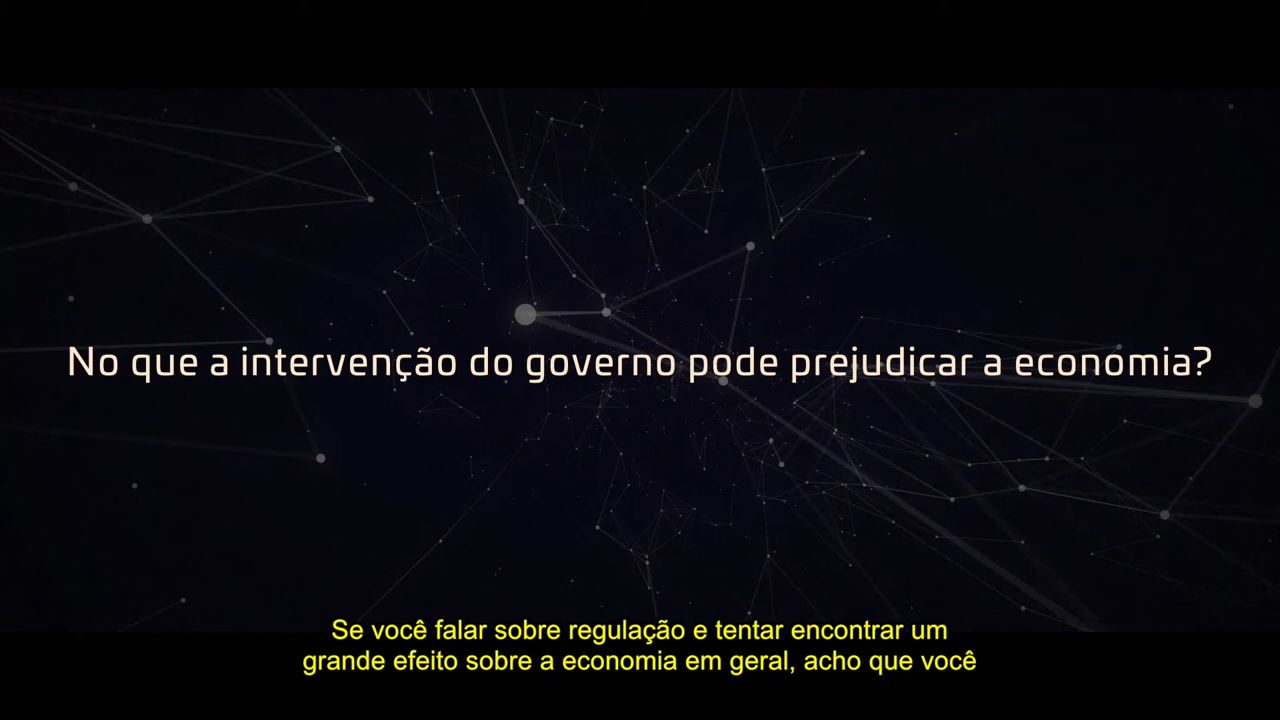 No que a intervenção do governo pode prejudicar a economia?
Se você falar sobre regulação e tentar encontrar um
grande efeito sobre a economia em geral, acho que você